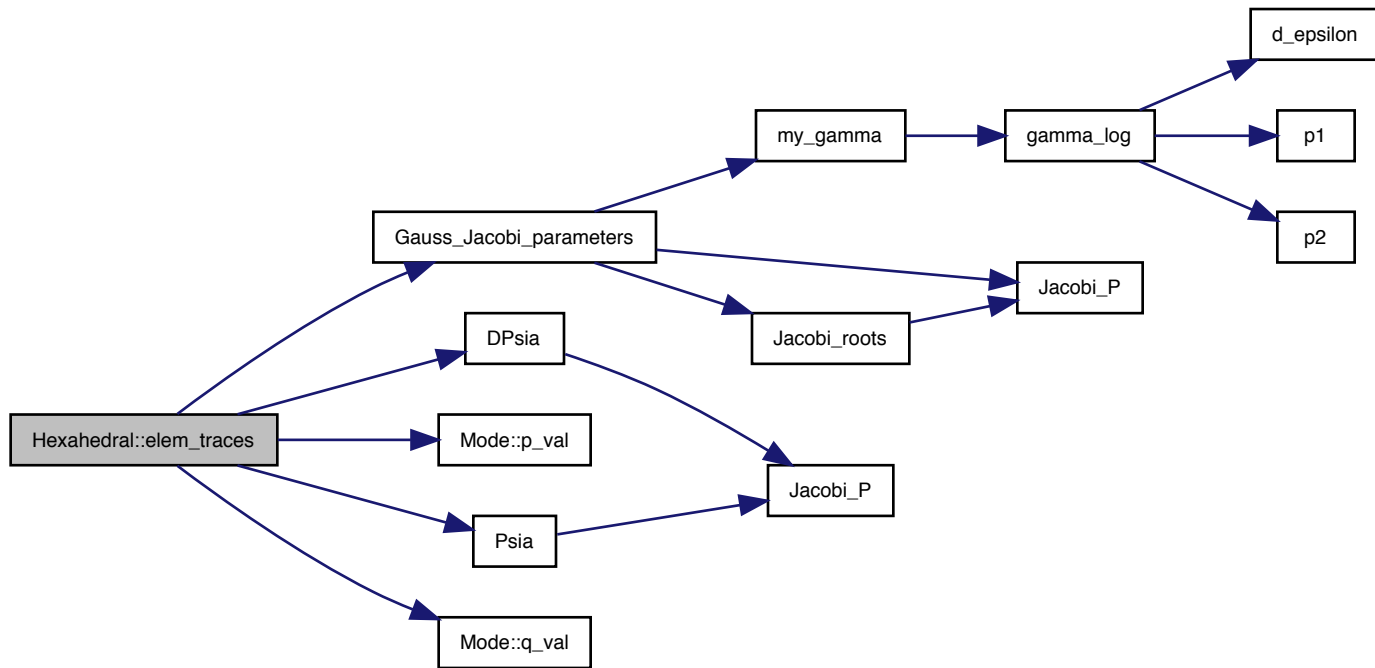 d_epsilon
my_gamma
gamma_log
p1
Gauss_Jacobi_parameters
p2
Jacobi_P
DPsia
Jacobi_roots
Hexahedral::elem_traces
Mode::p_val
Jacobi_P
Psia
Mode::q_val